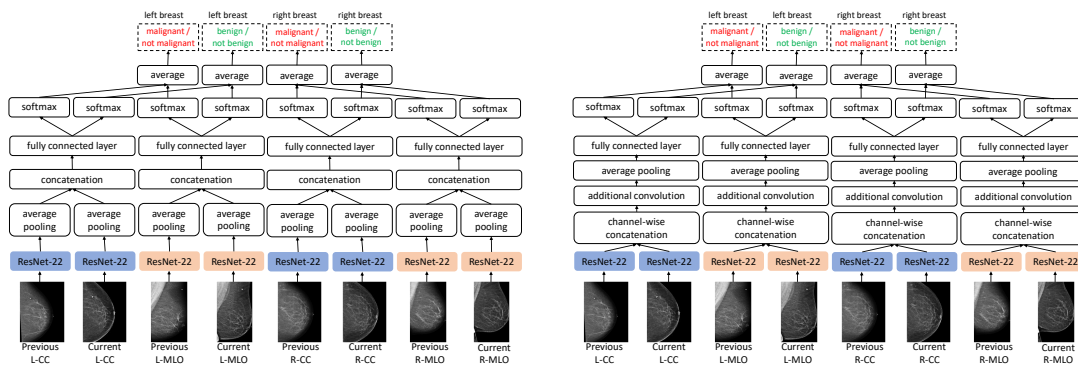 left breast left breast right breast right breast
malignant / benign / malignant / benign /
not malignant not benign not malignant not benign
average average average average
softmax softmax softmax softmax softmax softmax softmax softmax
fully connected layer fully connected layer fully connected layer fully connected layer
concatenation concatenation concatenation concatenation
average average average average average average average average
pooling pooling pooling pooling pooling pooling pooling pooling
ResNet-22 ResNet-22 ResNet-22 ResNet-22 ResNet-22 ResNet-22 ResNet-22 ResNet-22
Previous Current Previous Current Previous Current Previous Current
L-CC L-CC L-MLO L-MLO R-CC R-CC R-MLO R-MLO
left breast left breast right breast right breast
malignant / benign / malignant / benign /
not malignant not benign not malignant not benign
average average average average
softmax softmax softmax softmax softmax softmax softmax softmax
fully connected layer fully connected layer fully connected layer fully connected layer
average pooling average pooling average pooling average pooling
additional convolution additional convolution additional convolution additional convolution
channel-wise channel-wise channel-wise channel-wise
concatenation concatenation concatenation concatenation
ResNet-22 ResNet-22 ResNet-22 ResNet-22 ResNet-22 ResNet-22 ResNet-22 ResNet-22
Previous Current Previous Current Previous Current Previous Current
L-CC L-CC L-MLO L-MLO R-CC R-CC R-MLO R-MLO